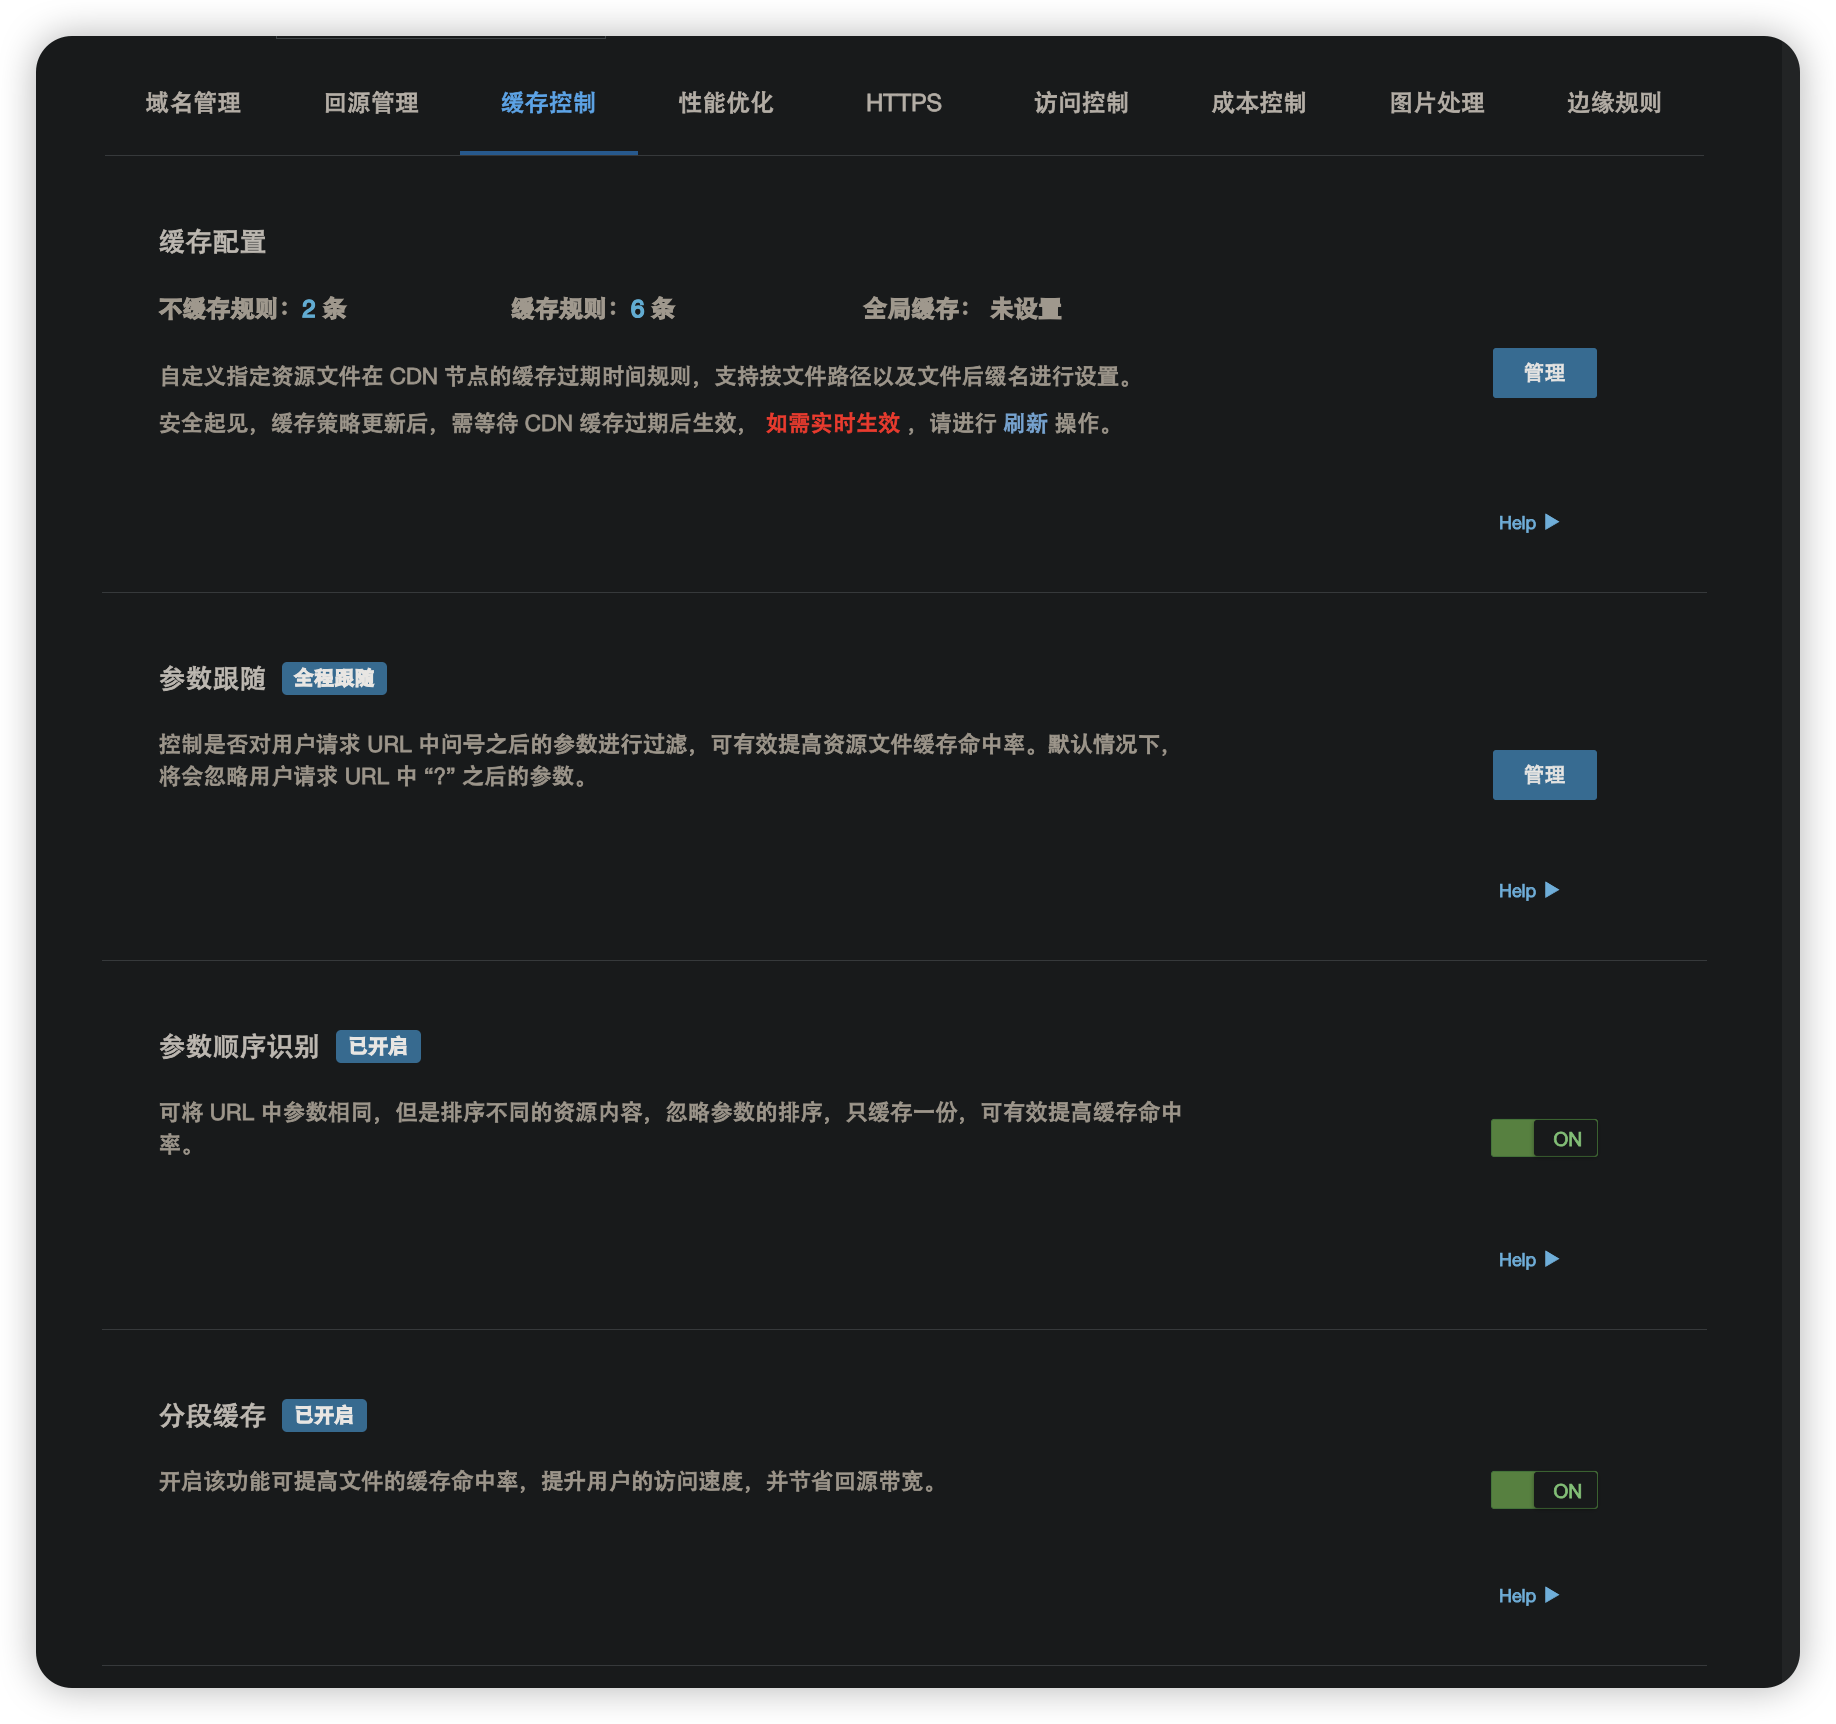 域名管理 回源管理 缓存控制 性能优化 HTTPS 访问控制 成本控制 图片处理 边缘规则
缓存配置
不缓存规则：2 条 缓存规则：6 条 全局缓存： 未设置
自定义指定资源文件在 CDN 节点的缓存过期时间规则，支持按文件路径以及文件后缀名进行设置。
管理
安全起见，缓存策略更新后，需等待 CDN 缓存过期后生效， 如需实时生效 ，请进行 刷新 操作。
Help ▶
参数跟随 全程跟随
控制是否对用户请求 URL 中问号之后的参数进行过滤，可有效提高资源文件缓存命中率。默认情况下，
将会忽略用户请求 URL 中 “?” 之后的参数。
管理
Help ▶
参数顺序识别 已开启
可将 URL 中参数相同，但是排序不同的资源内容，忽略参数的排序，只缓存一份，可有效提高缓存命中
率。
ON
Help ▶
分段缓存 已开启
开启该功能可提高文件的缓存命中率，提升用户的访问速度，并节省回源带宽。
ON
Help ▶